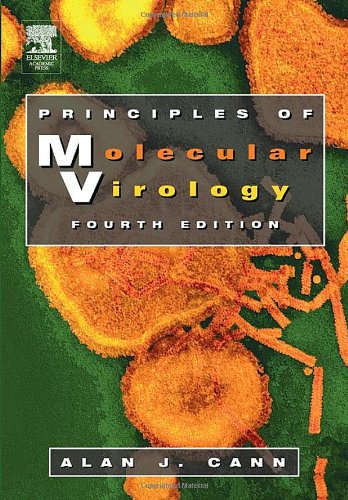 ELSEVIER
ACADEMIC
PRESS
PRINCIPLES OF
Molecular
Virology
FOURTH EDITION
ALAN J. CANN